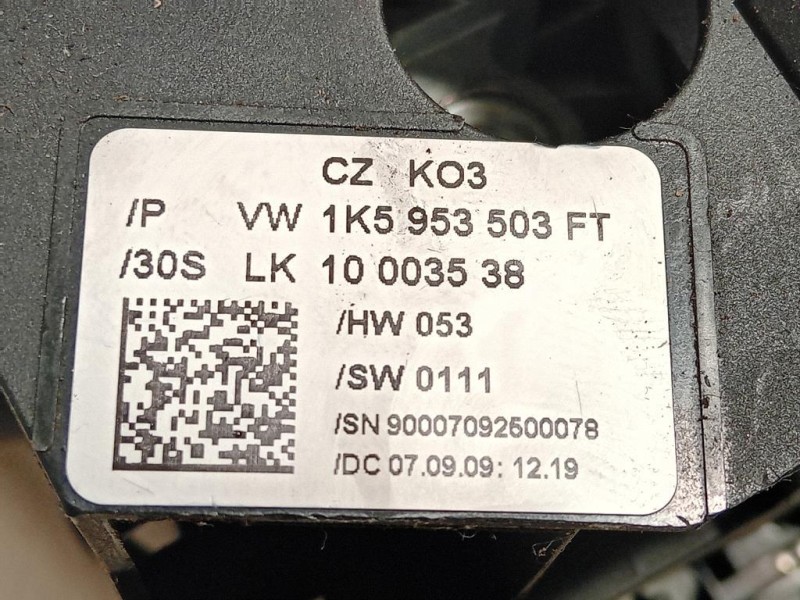 CZ KO3
/P VW 1K5 953 503 FT
/30S LK 10 0035 38
/HW 053
/SW 0111
/SN 90007092500078
/DC 07.09.09: 12.19